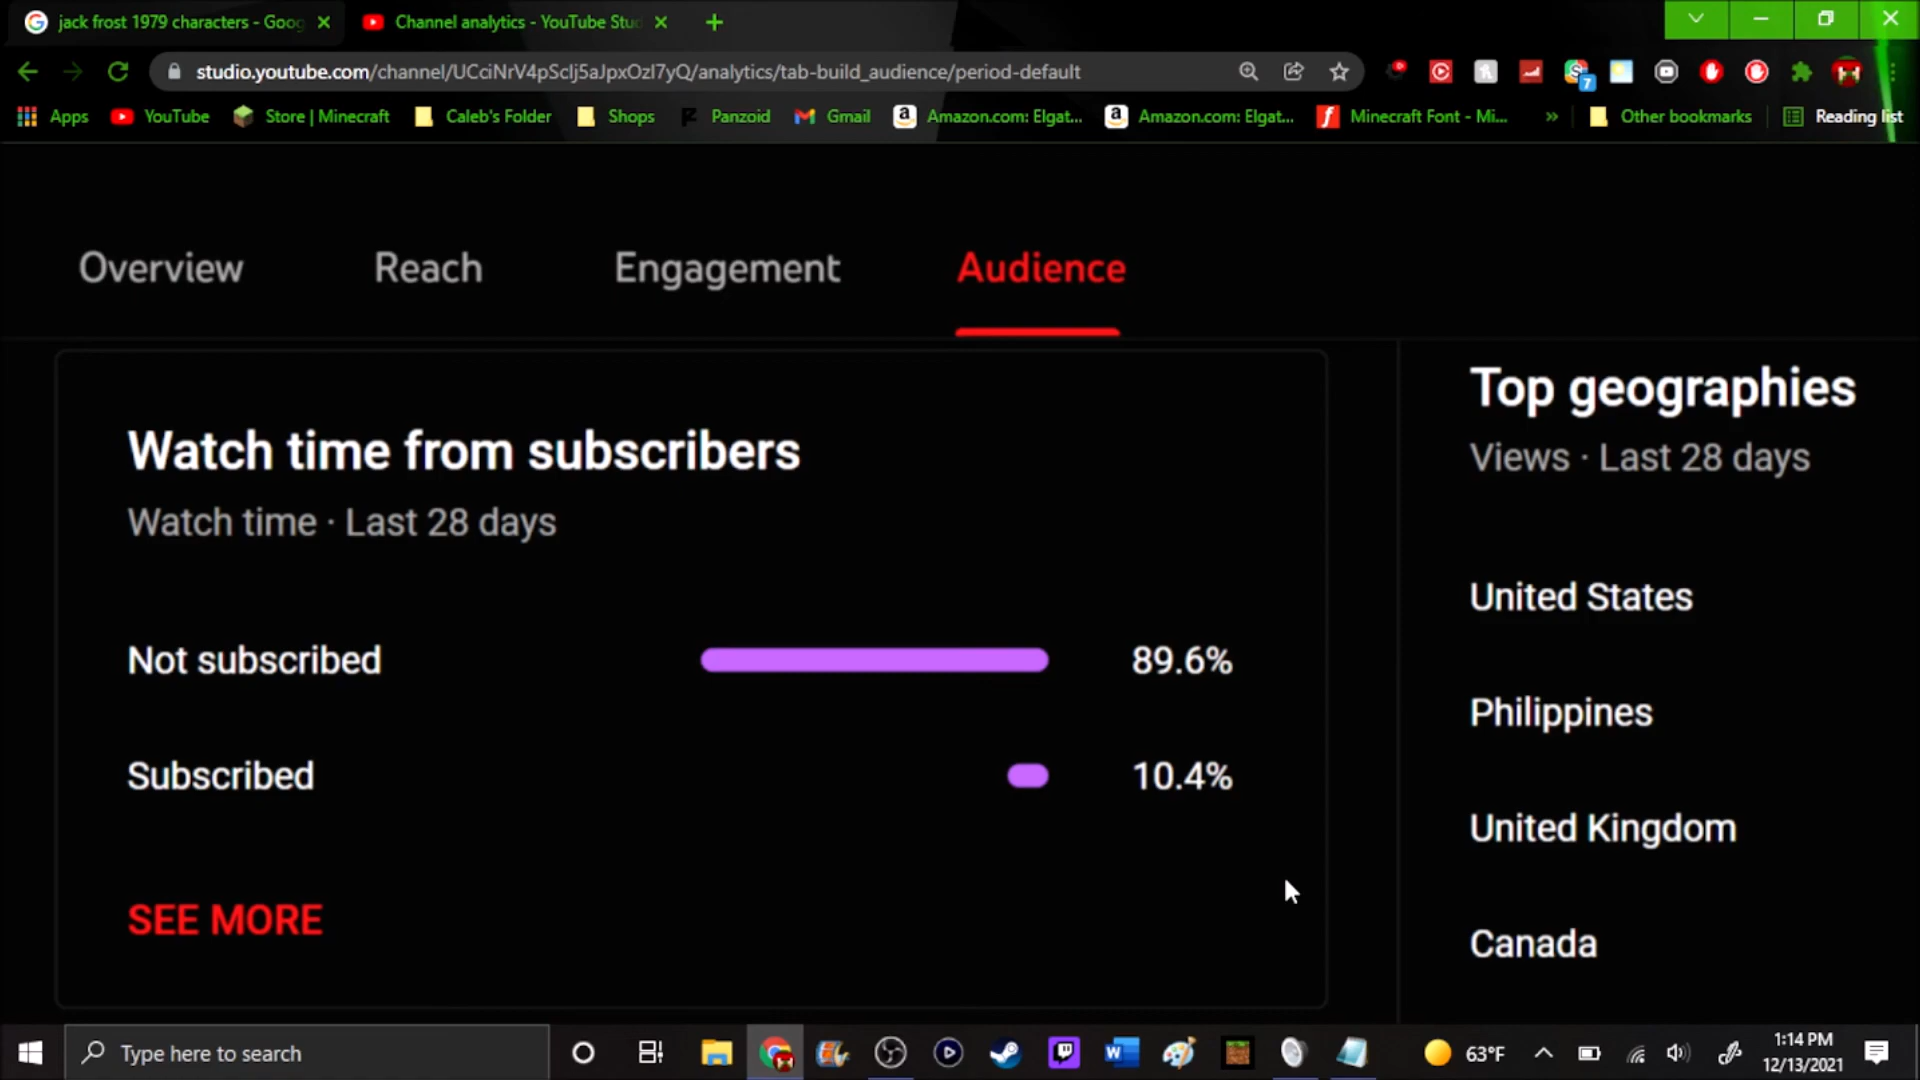 jack frost 1979 characters - Goog
Channel analytics - YouTube Stu
studio.youtube.com/channel/UCciNrV4pSclj5aJpxOzI7yQ/analytics/tab-build_audience/period-default
7
Apps
YouTube
Store | Minecraft
Caleb's Folder
Shops
Panzoid
Gmail
Amazon.com: Elgat...
Amazon.com: Elgat...
Minecraft Font - Mi...
»
Other bookmarks
Reading list
Overview
Reach
Engagement
Audience
Watch time from subscribers
Watch time · Last 28 days
Not subscribed
89.6%
Subscribed
10.4%
SEE MORE
Top geographies
Views · Last 28 days
United States
Philippines
United Kingdom
Canada
Type here to search
63°F
1:14 PM
12/13/2021